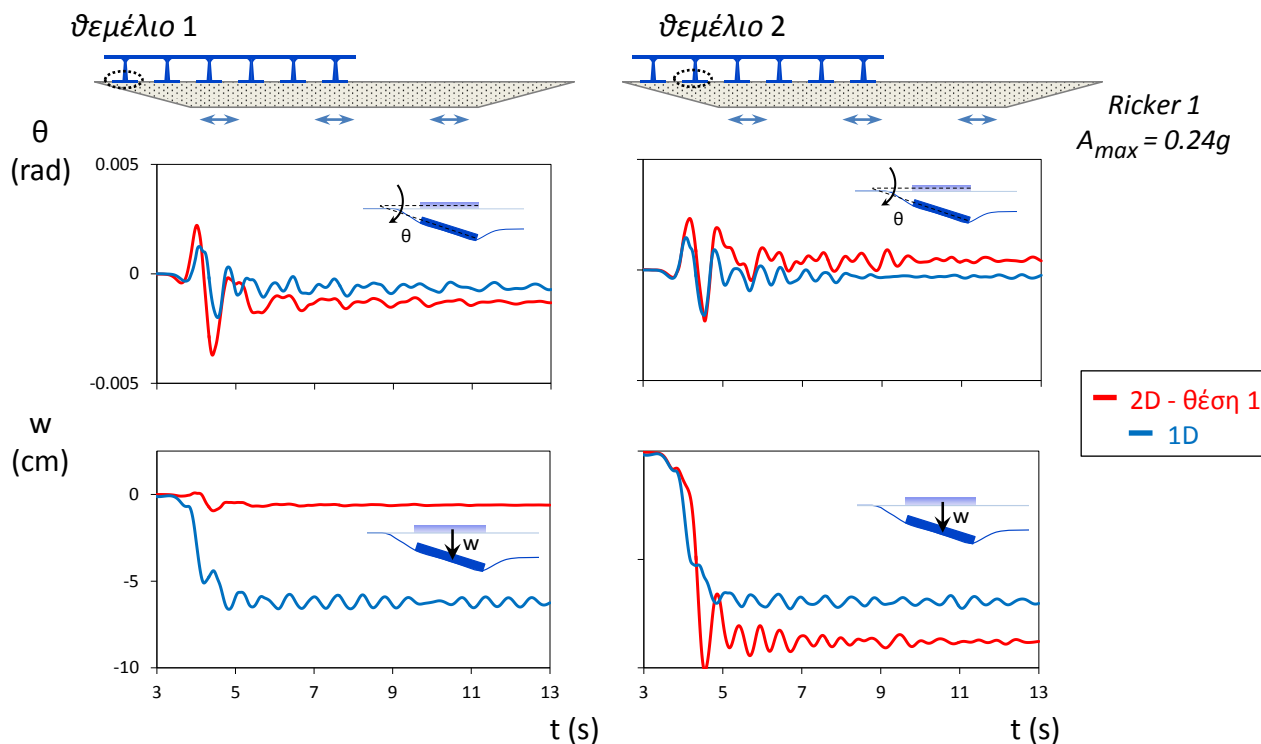 θεμέλιο 1
θεμέλιο 2
Ricker 1
A_max = 0.24g
θ
(rad)
0.005
0
-0.005
θ
θ
2D - θέση 1
1D
w
(cm)
0
-5
-10
w
w
3 5 7 9 11 13
3 5 7 9 11 13
t (s)
t (s)